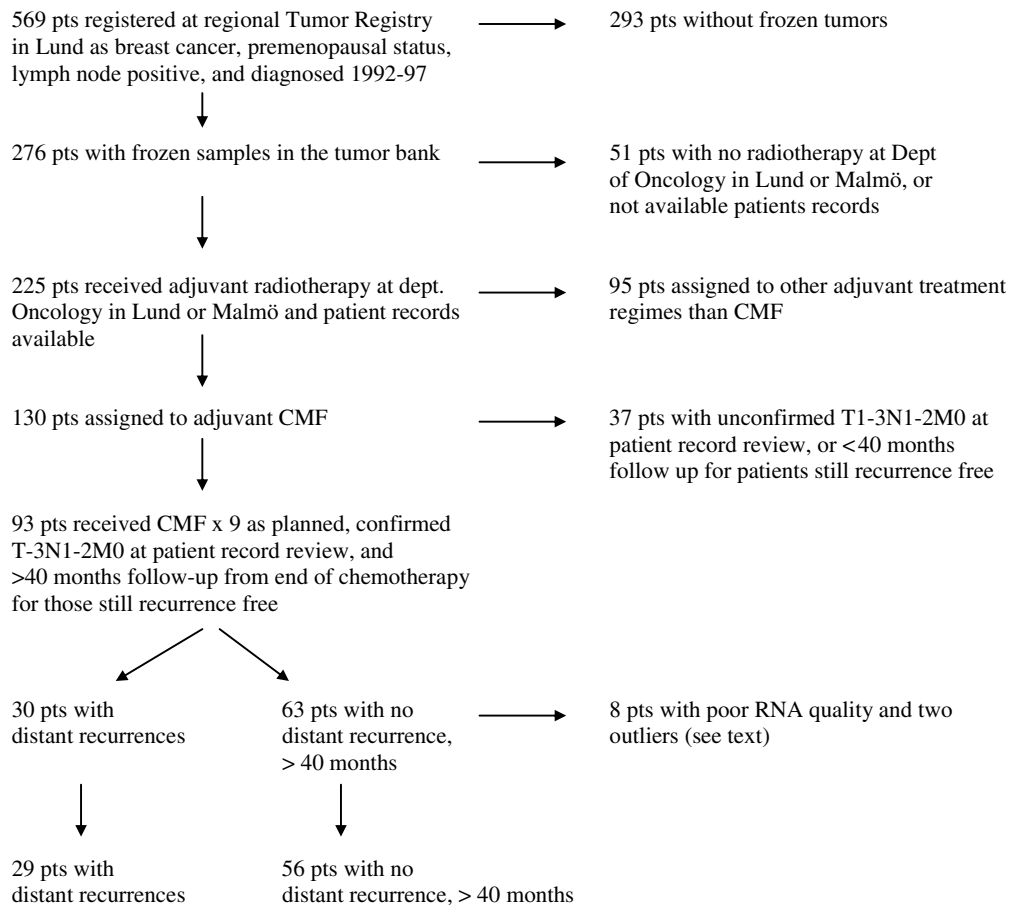 569 pts registered at regional Tumor Registry
in Lund as breast cancer, premenopausal status,
lymph node positive, and diagnosed 1992-97
293 pts without frozen tumors
276 pts with frozen samples in the tumor bank
51 pts with no radiotherapy at Dept
of Oncology in Lund or Malmö, or
not available patients records
225 pts received adjuvant radiotherapy at dept.
Oncology in Lund or Malmö and patient records
available
95 pts assigned to other adjuvant treatment
regimes than CMF
130 pts assigned to adjuvant CMF
37 pts with unconfirmed T1-3N1-2M0 at
patient record review, or <40 months
follow up for patients still recurrence free
93 pts received CMF x 9 as planned, confirmed
T-3N1-2M0 at patient record review, and
>40 months follow-up from end of chemotherapy
for those still recurrence free
30 pts with
distant recurrences
63 pts with no
distant recurrence,
> 40 months
8 pts with poor RNA quality and two
outliers (see text)
29 pts with
distant recurrences
56 pts with no
distant recurrence, > 40 months